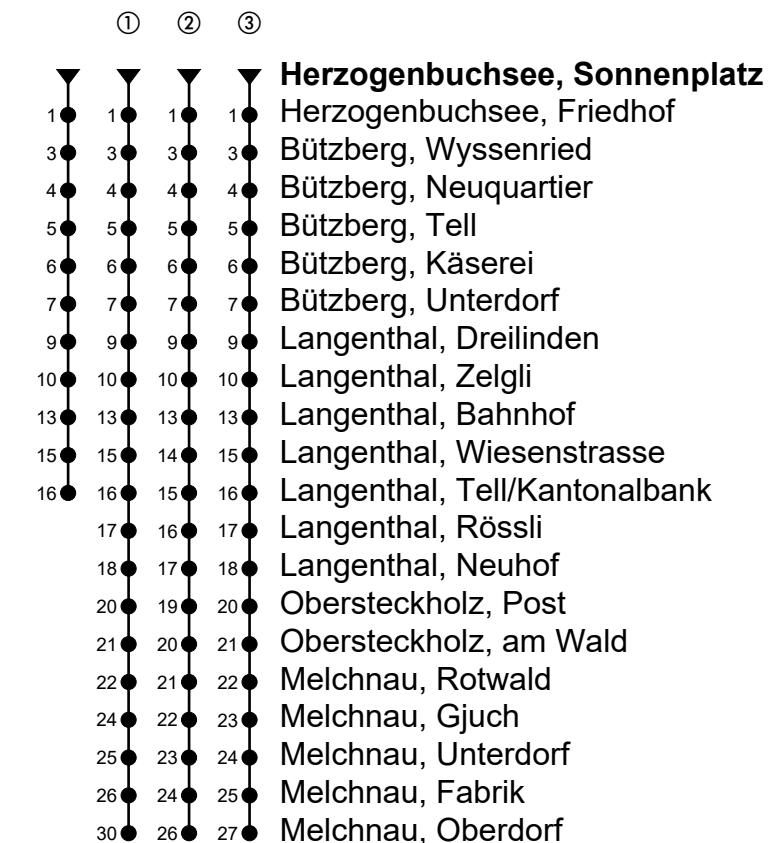 ① ② ③
Herzogenbuchsee, Sonnenplatz
1 1 1 1 Herzogenbuchsee, Friedhof
3 3 3 3 Bützberg, Wyssenried
4 4 4 4 Bützberg, Neuquartier
5 5 5 5 Bützberg, Tell
6 6 6 6 Bützberg, Käserei
7 7 7 7 Bützberg, Unterdorf
9 9 9 9 Langenthal, Dreilinden
10 10 10 10 Langenthal, Zelgli
13 13 13 13 Langenthal, Bahnhof
15 15 14 15 Langenthal, Wiesenstrasse
16 16 15 16 Langenthal, Tell/Kantonalbank
17 16 17 Langenthal, Rössli
18 17 18 Langenthal, Neuhof
20 19 20 Obersteckholz, Post
21 20 21 Obersteckholz, am Wald
22 21 22 Melchnau, Rotwald
24 22 23 Melchnau, Gjuch
25 23 24 Melchnau, Unterdorf
26 24 25 Melchnau, Fabrik
30 26 27 Melchnau, Oberdorf